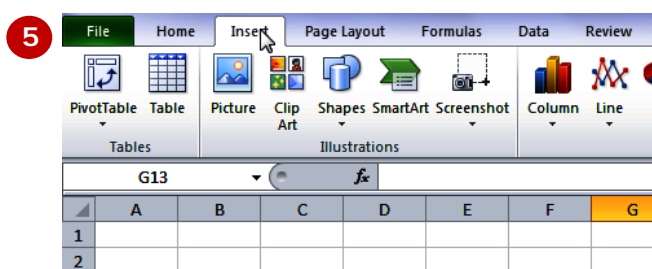 5
File Home Insert Page Layout Formulas Data Review
PivotTable Table Picture Clip Art Shapes SmartArt Screenshot Column Line
Tables Illustrations
G13 fx
A B C D E F G
1
2